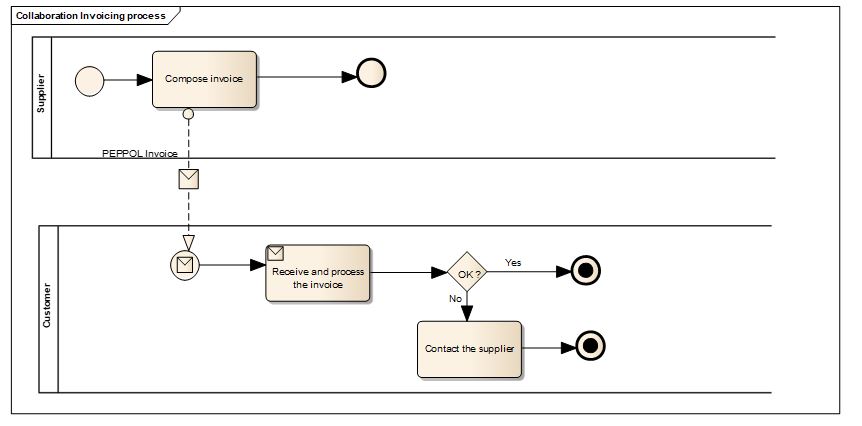 Collaboration Invoicing process
Supplier
Compose invoice
PEPPOL Invoice
Customer
Receive and process
the invoice
OK ?
Yes
No
Contact the supplier